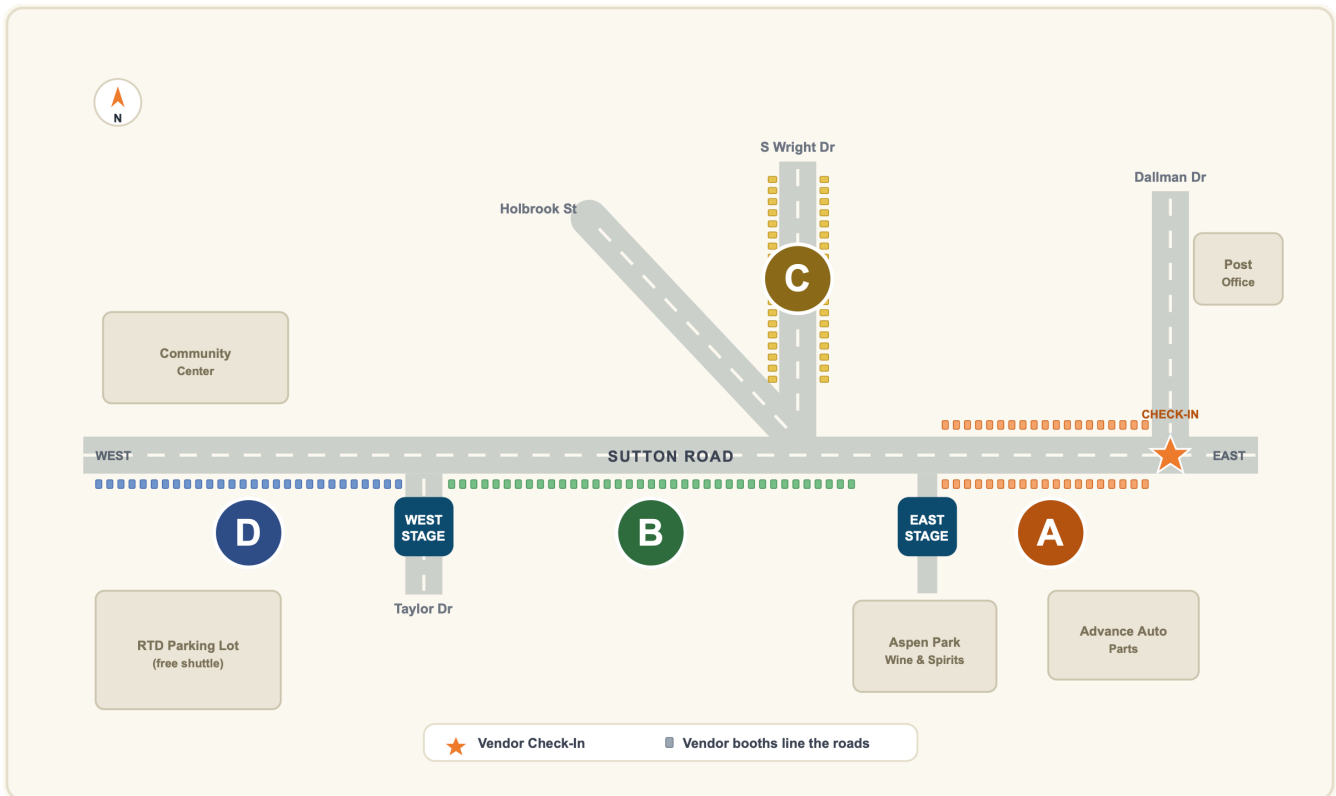 N
S Wright Dr
Dallman Dr
Holbrook St
Post
Office
C
Community
Center
CHECK-IN
WEST
SUTTON ROAD
EAST
D
WEST
STAGE
B
EAST
STAGE
A
Taylor Dr
RTD Parking Lot
(free shuttle)
Aspen Park
Wine & Spirits
Advance Auto
Parts
Vendor Check-In
Vendor booths line the roads